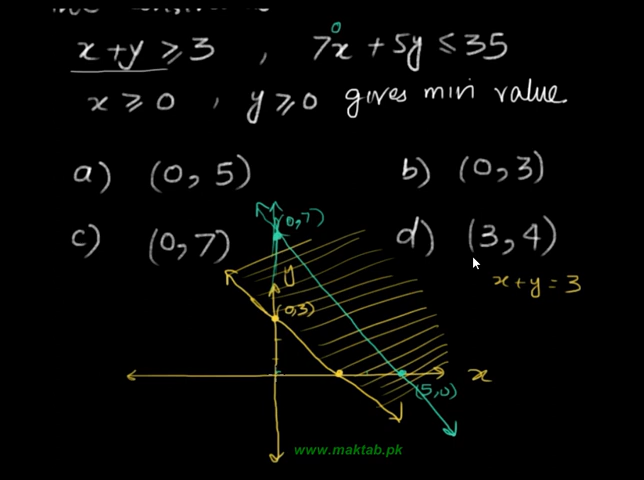 x+y ≥ 3 , 7x + 5y ≤ 35
x ≥ 0 , y ≥ 0 gives min value
a) (0, 5) b) (0, 3)
c) (0, 7) d) (3, 4)
(0,7)
x + y = 3
y
(0,3)
x
(5,0)
www.maktab.pk